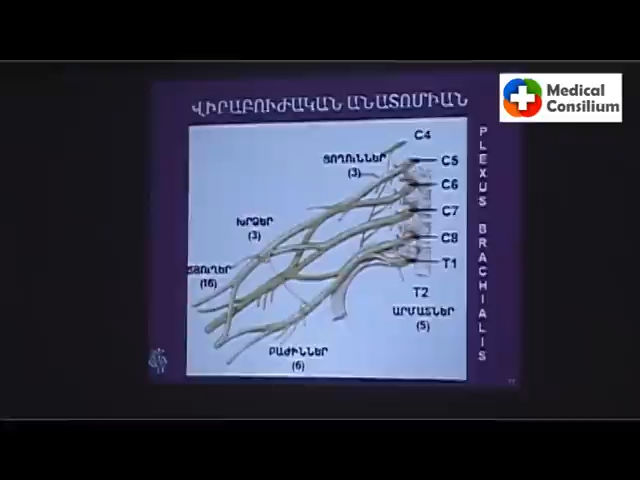 Medical
Consilium
ՎԻՐԱԲՈՒԺԱԿԱՆ ԱՆԱՏՈՄԻԱՆ
PLEXUS BRACHIALIS
C4
ՑՈՂՈՒՆՆԵՐ
(3)
C5
C6
C7
ԽՐՁԵՐ
(3)
C8
T1
ՃՅՈՒՂԵՐ
(16)
T2
ԱՐՄԱՏՆԵՐ
(5)
ԲԱԺԻՆՆԵՐ
(6)